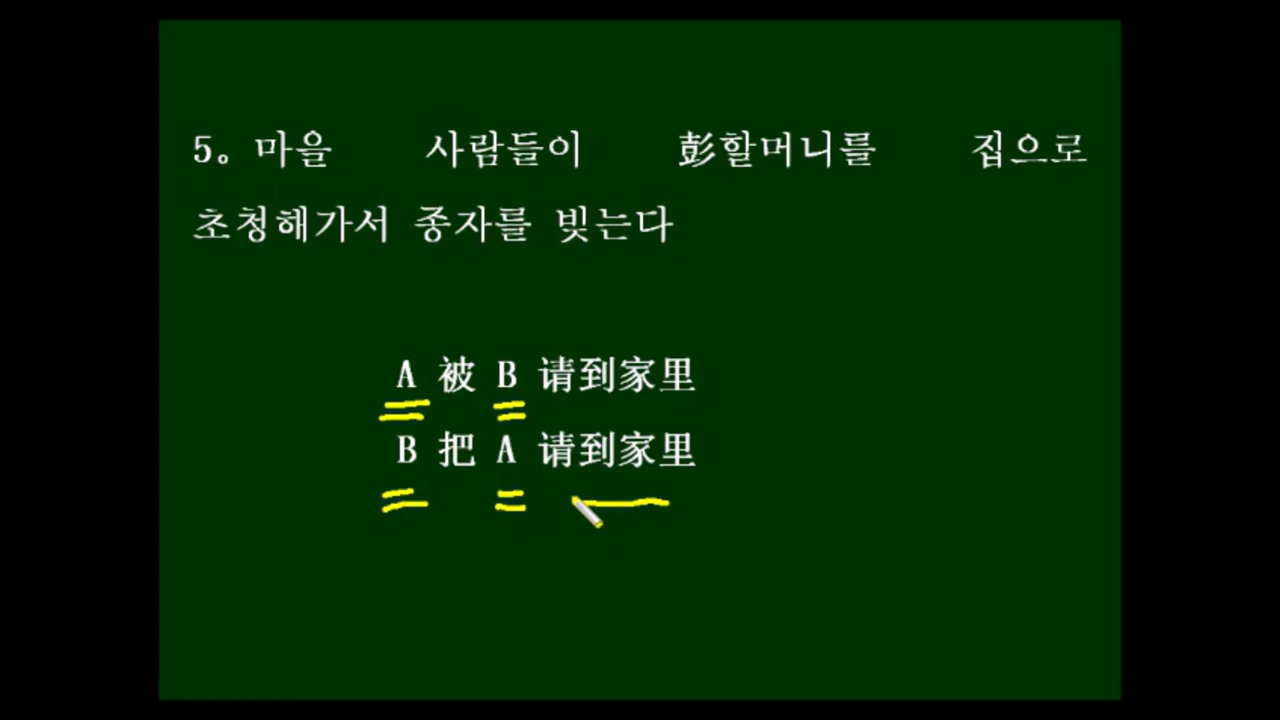 5。마을 사람들이 彭할머니를 집으로
초청해가서 종자를 빚는다
A 被 B 请到家里
B 把 A 请到家里